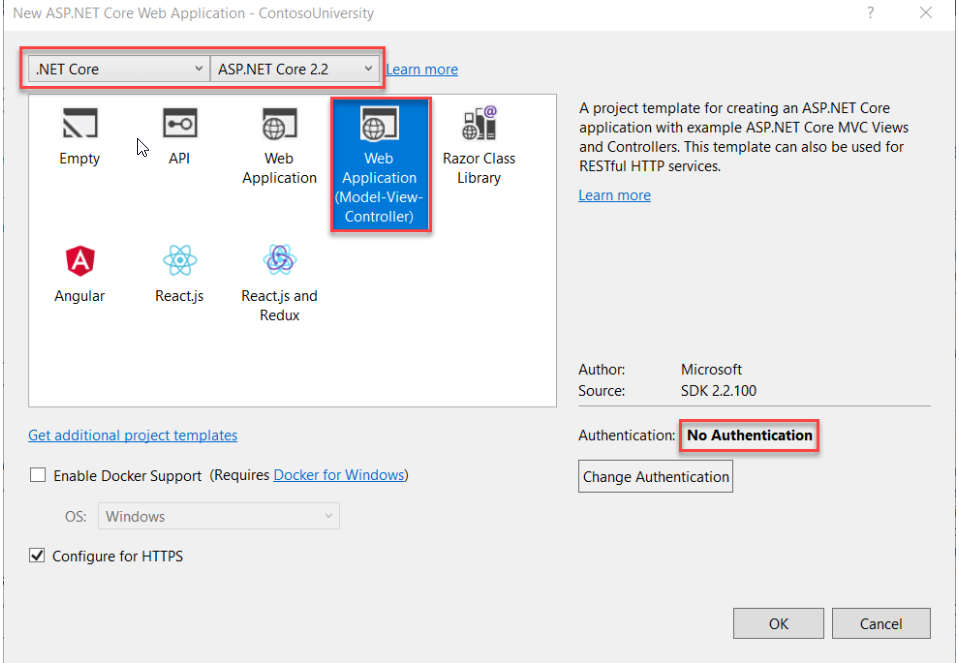 New ASP.NET Core Web Application - ContosoUniversity
?
.NET Core
ASP.NET Core 2.2
Learn more
Empty
API
Web
Application
Web
Application
(Model-View-
Controller)
Razor Class
Library
Angular
React.js
React.js and
Redux
A project template for creating an ASP.NET Core
application with example ASP.NET Core MVC Views
and Controllers. This template can also be used for
RESTful HTTP services.
Learn more
Author: Microsoft
Source: SDK 2.2.100
Get additional project templates
Authentication: No Authentication
Enable Docker Support (Requires Docker for Windows)
Change Authentication
OS: Windows
Configure for HTTPS
OK
Cancel